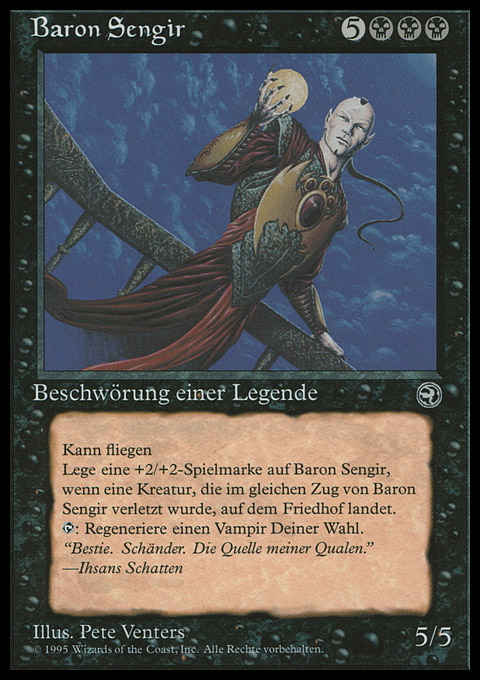 Baron Sengir 5
Beschwörung einer Legende
Kann fliegen
Lege eine +2/+2-Spielmarke auf Baron Sengir,
wenn eine Kreatur, die im gleichen Zug von Baron
Sengir verletzt wurde, auf dem Friedhof landet.
: Regeneriere einen Vampir Deiner Wahl.
“Bestie. Schänder. Die Quelle meiner Qualen.”
—Ihsans Schatten
Illus. Pete Venters
5/5
© 1995 Wizards of the Coast, Inc. Alle Rechte vorbehalten.